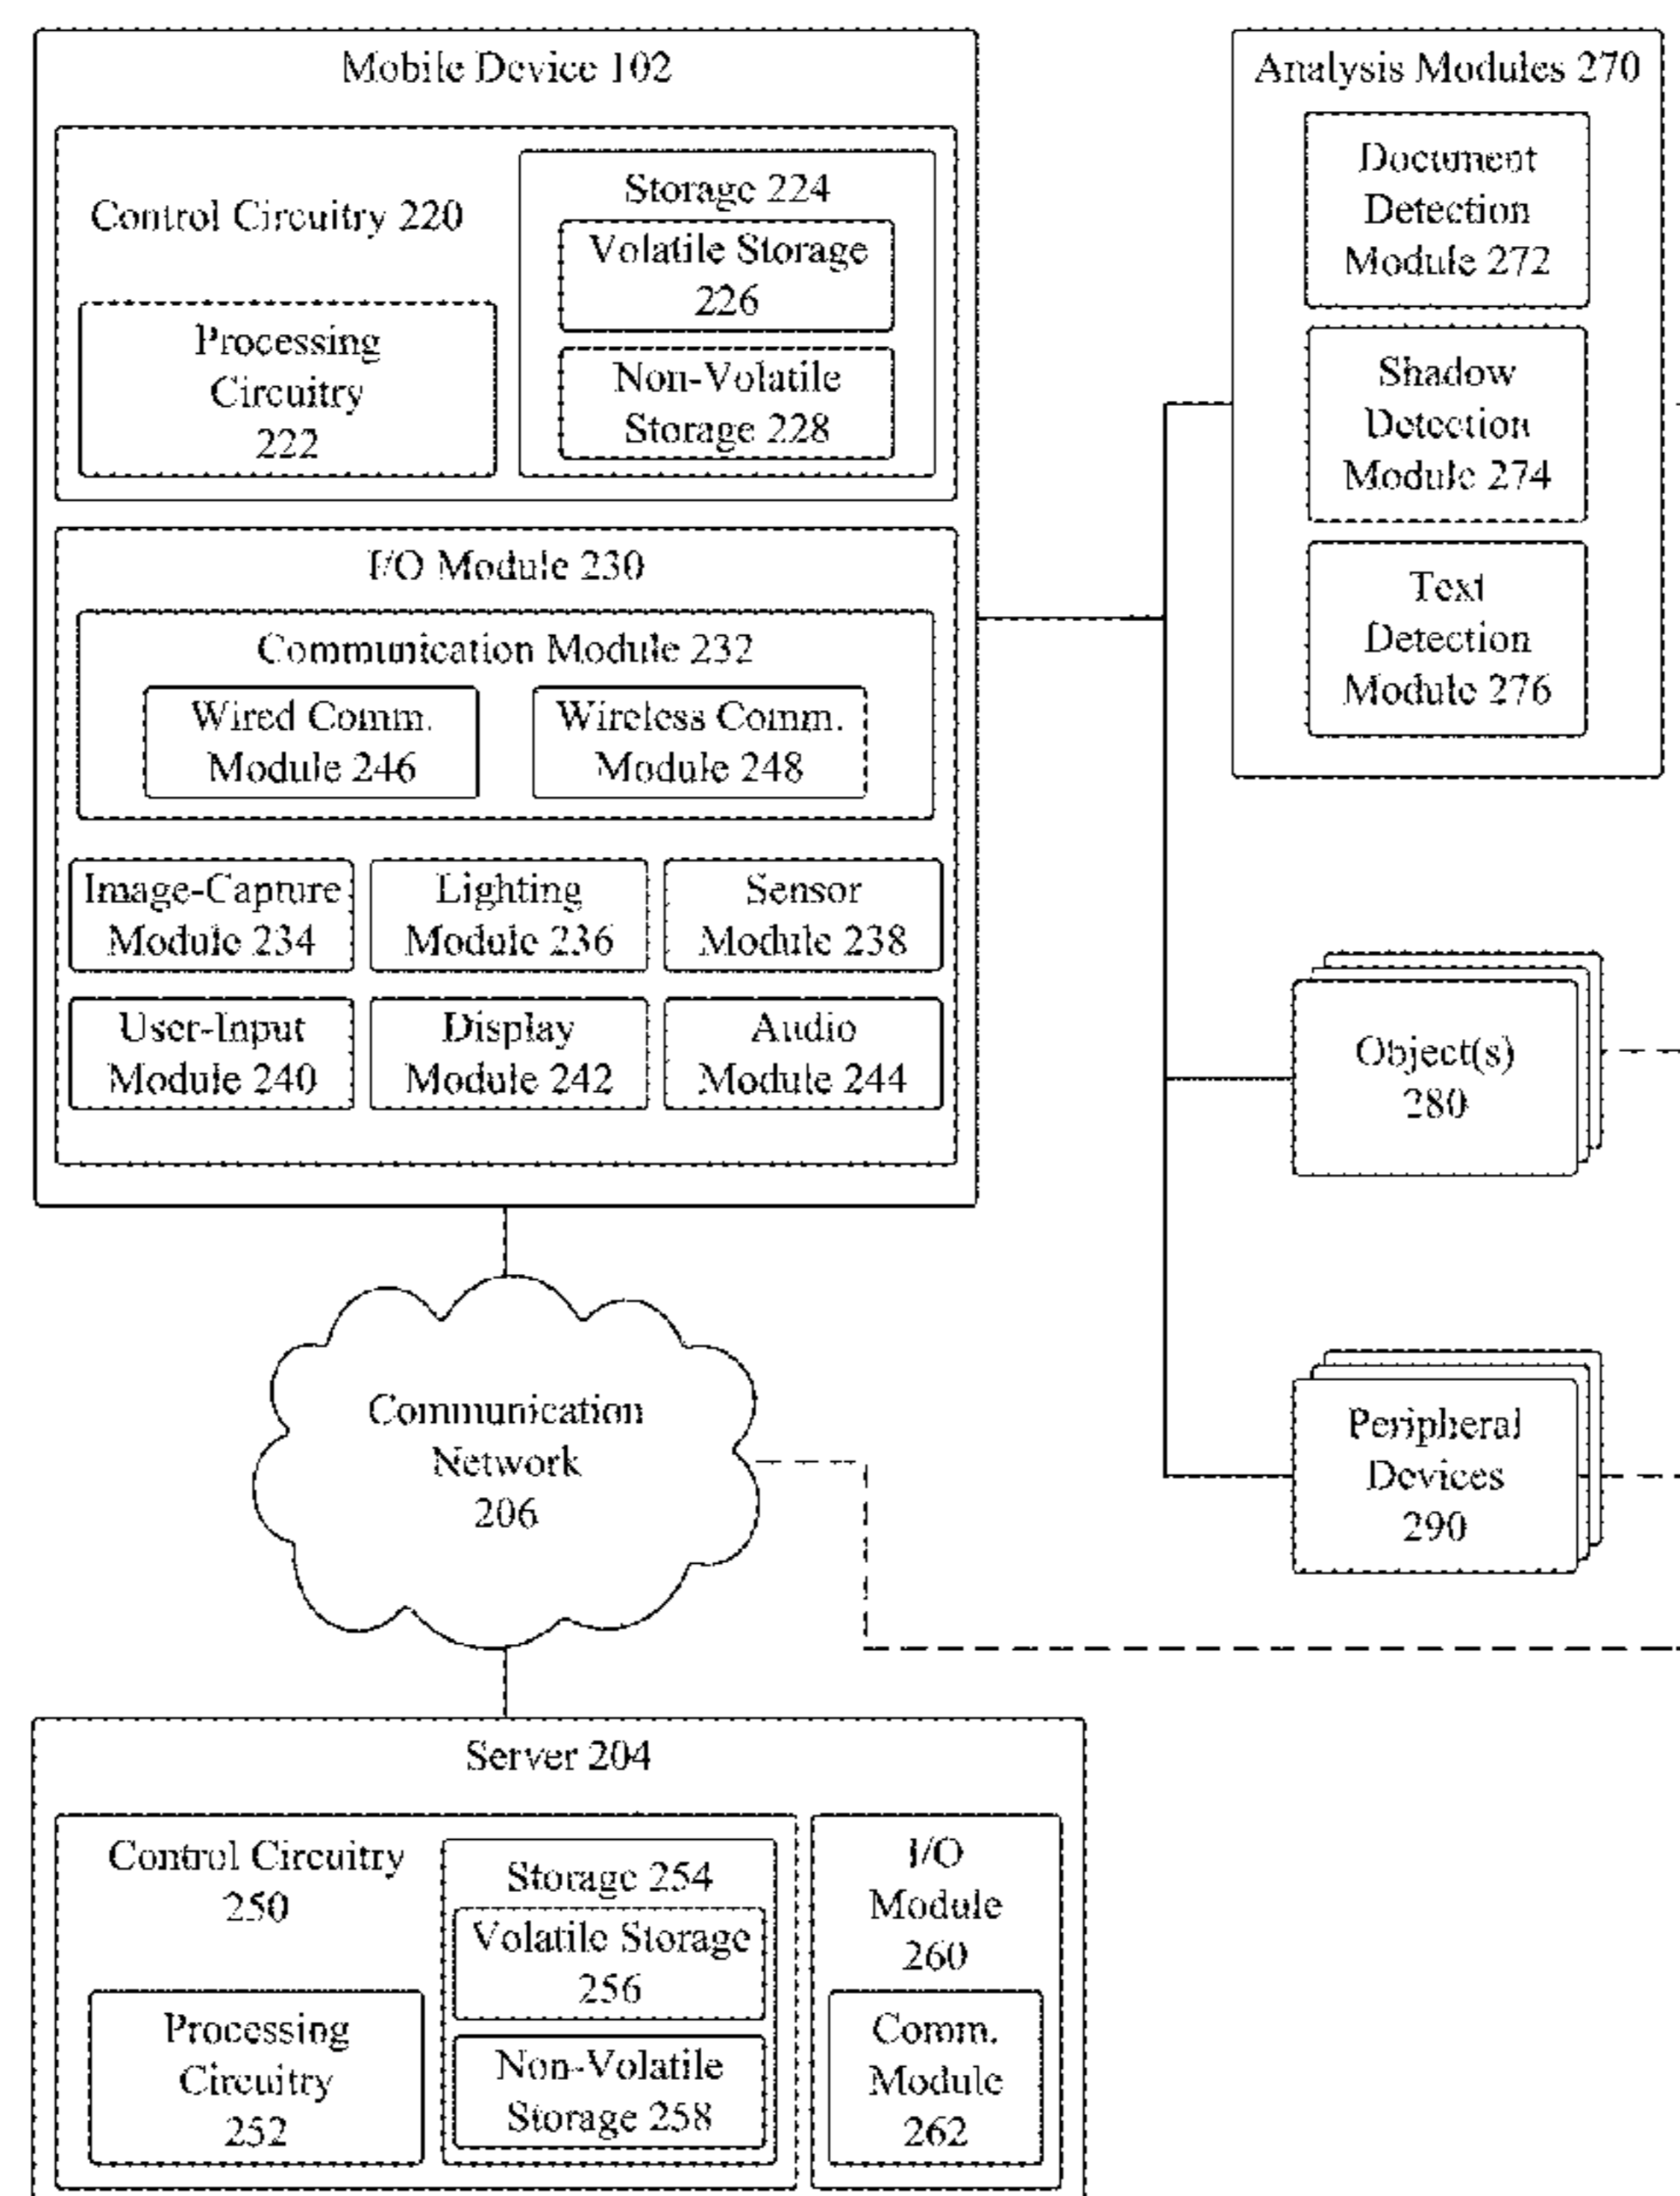 Mobile Device 102
Control Circuitry 220
Processing
Circuitry
222
Storage 224
Volatile Storage
226
Non-Volatile
Storage 228
I/O Module 230
Communication Module 232
Wired Comm.
Module 246
Wireless Comm.
Module 248
Image-Capture
Module 234
Lighting
Module 236
Sensor
Module 238
User-Input
Module 240
Display
Module 242
Audio
Module 244
Analysis Modules 270
Document
Detection
Module 272
Shadow
Detection
Module 274
Text
Detection
Module 276
Object(s)
280
Peripheral
Devices
290
Communication
Network
206
Server 204
Control Circuitry
250
Processing
Circuitry
252
Storage 254
Volatile Storage
256
Non-Volatile
Storage 258
I/O
Module
260
Comm.
Module
262